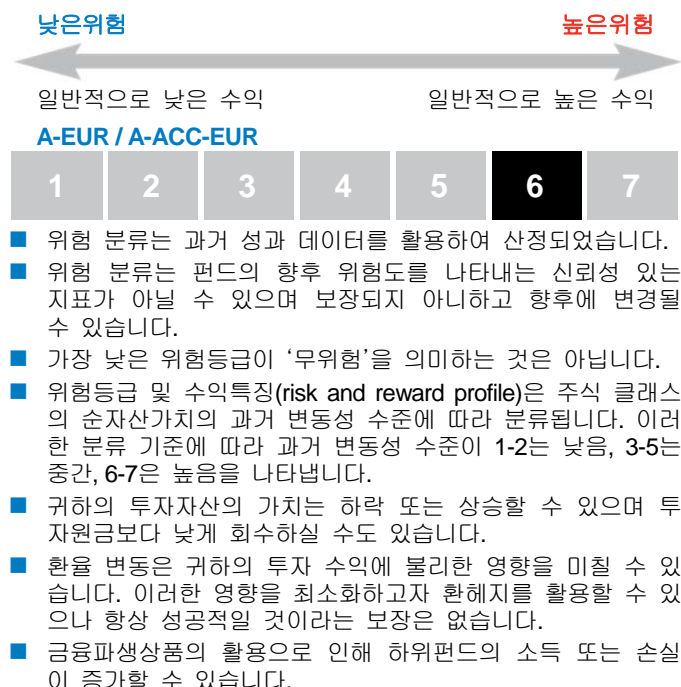 낮은위험 높은위험
일반적으로 낮은 수익 일반적으로 높은 수익
A-EUR / A-ACC-EUR
1 2 3 4 5 6 7
■ 위험 분류는 과거 성과 데이터를 활용하여 산정되었습니다.
■ 위험 분류는 펀드의 향후 위험도를 나타내는 신뢰성 있는
지표가 아닐 수 있으며 보장되지 아니하고 향후에 변경될
수 있습니다.
■ 가장 낮은 위험등급이 ‘무위험’을 의미하는 것은 아닙니다.
■ 위험등급 및 수익특징(risk and reward profile)은 주식 클래스
의 순자산가치의 과거 변동성 수준에 따라 분류됩니다. 이러
한 분류 기준에 따라 과거 변동성 수준이 1-2는 낮음, 3-5는
중간, 6-7은 높음을 나타냅니다.
■ 귀하의 투자자산의 가치는 하락 또는 상승할 수 있으며 투
자원금보다 낮게 회수하실 수도 있습니다.
■ 환율 변동은 귀하의 투자 수익에 불리한 영향을 미칠 수 있
습니다. 이러한 영향을 최소화하고자 환헤지를 활용할 수 있
으나 항상 성공적일 것이라는 보장은 없습니다.
■ 금융파생상품의 활용으로 인해 하위펀드의 소득 또는 손실
이 증가할 수 있습니다.